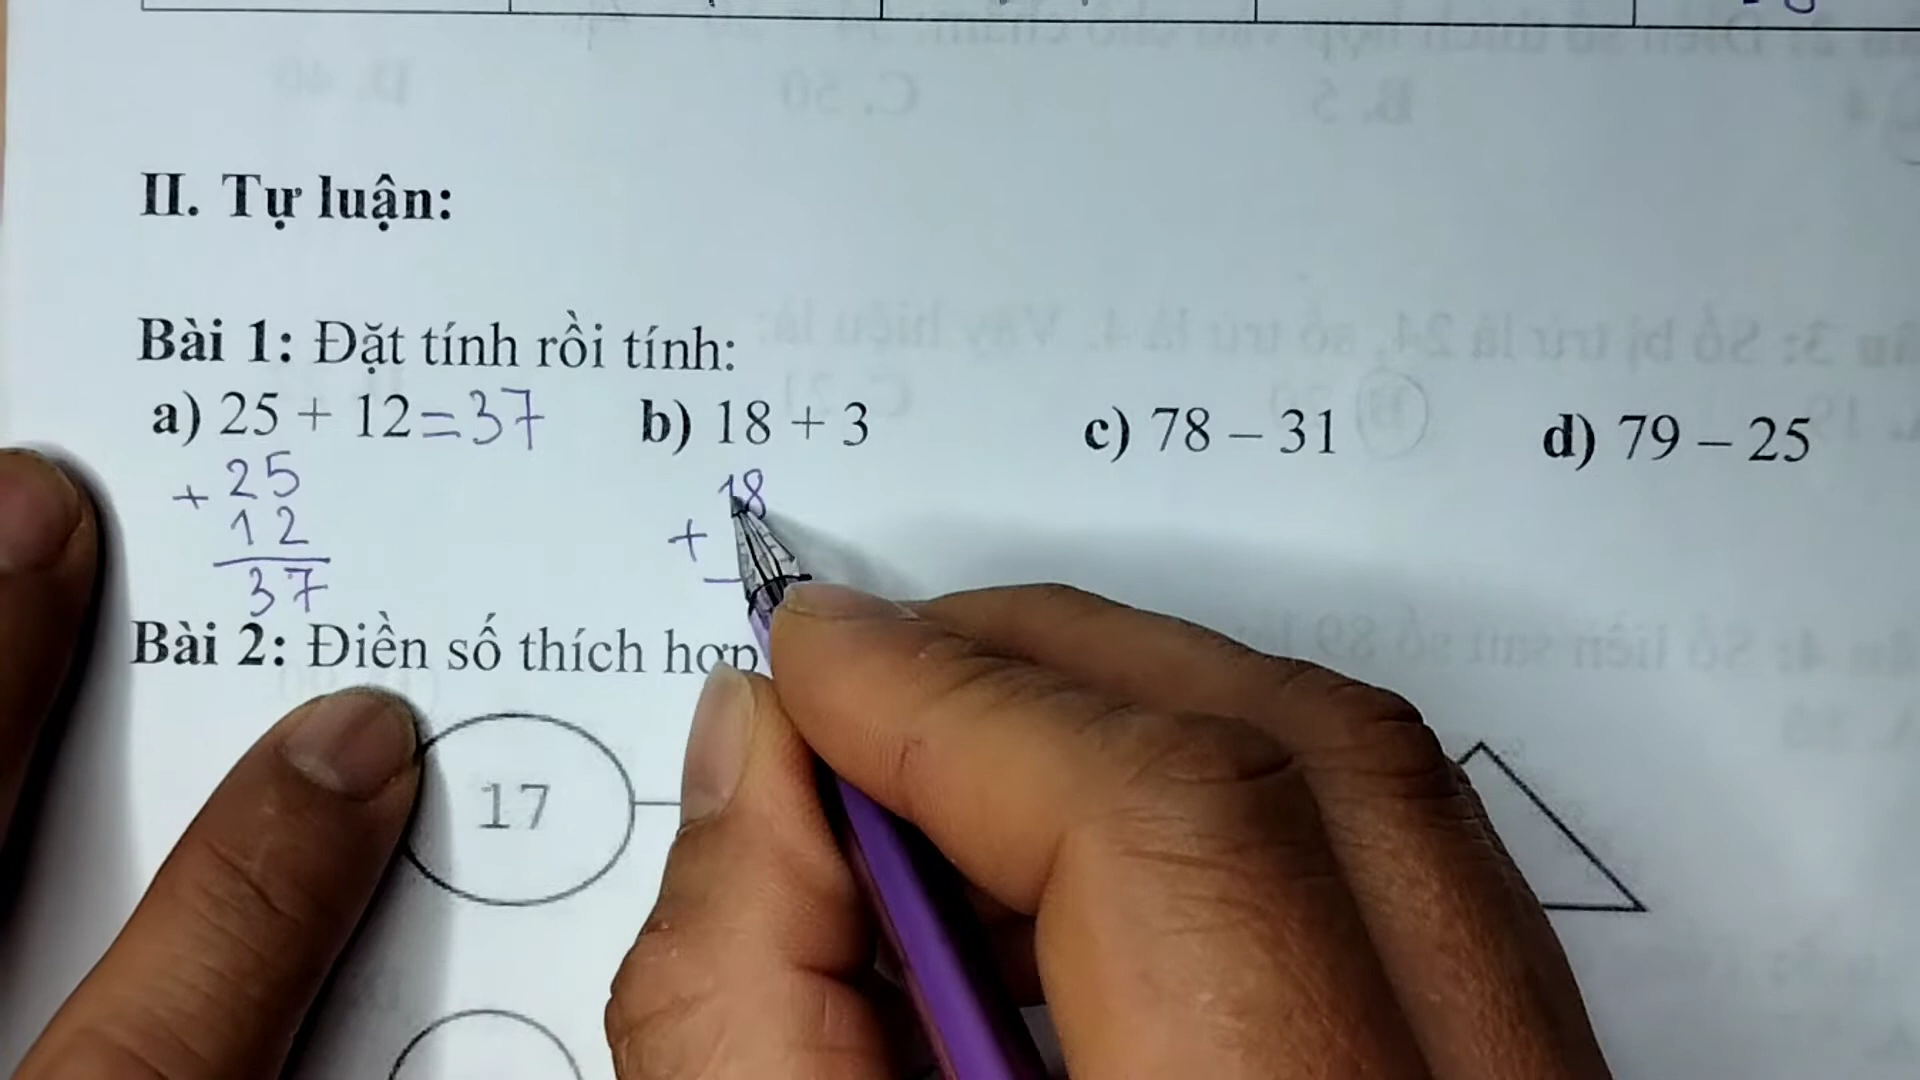 II. Tự luận:
Bài 1: Đặt tính rồi tính:
a) 25 + 12 = 37 b) 18 + 3 c) 78 – 31 d) 79 – 25
+ 25
12
37
18
+
Bài 2: Điền số thích hợp
17